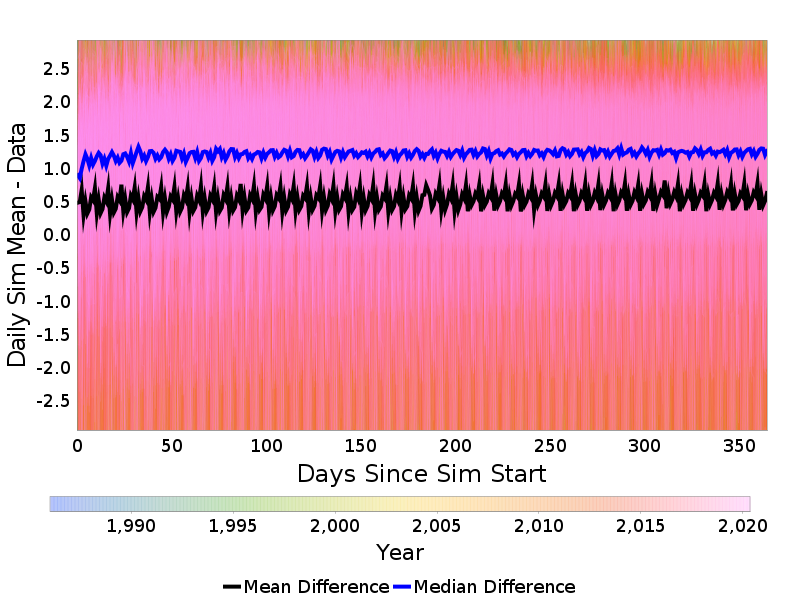 Daily Sim Mean - Data
2.5
2.0
1.5
1.0
0.5
0.0
-0.5
-1.0
-1.5
-2.0
-2.5
0 50 100 150 200 250 300 350
Days Since Sim Start
1,990 1,995 2,000 2,005 2,010 2,015 2,020
Year
Mean Difference Median Difference